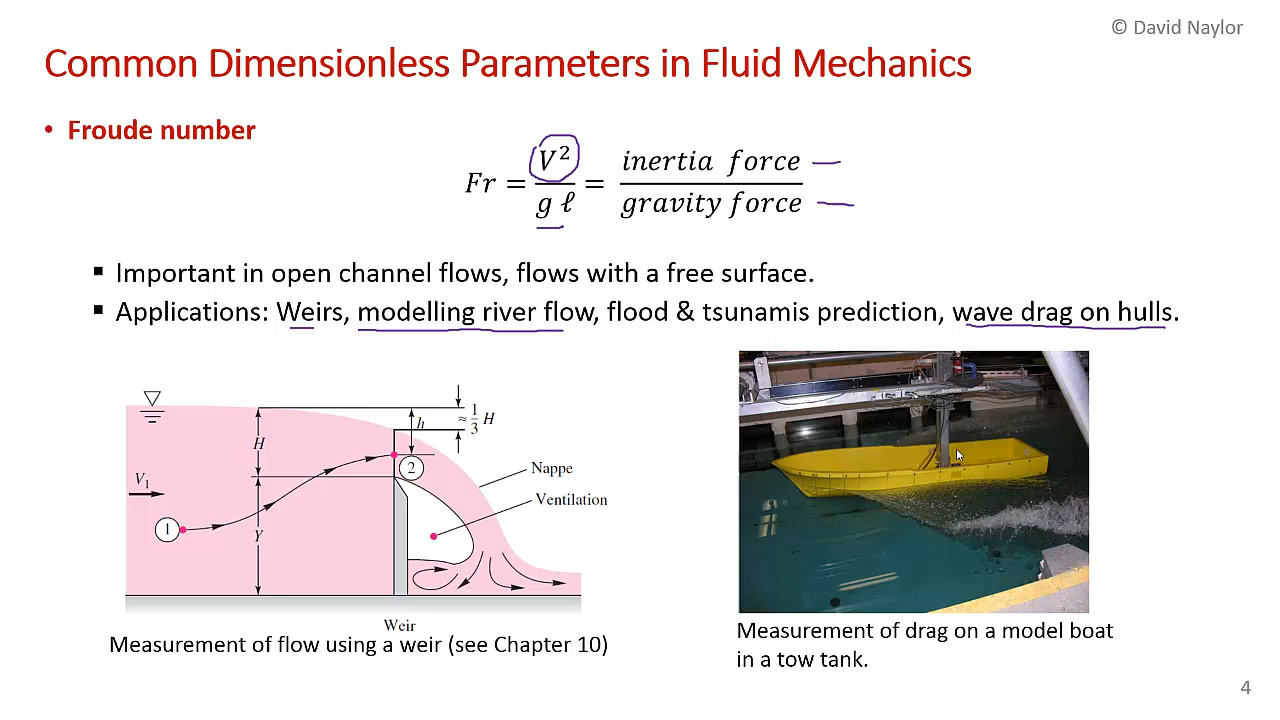 © David Naylor
Common Dimensionless Parameters in Fluid Mechanics
• Froude number
Fr = V² / g ℓ = inertia force / gravity force
▪ Important in open channel flows, flows with a free surface.
▪ Applications: Weirs, modelling river flow, flood & tsunamis prediction, wave drag on hulls.
h
≈ 1/3 H
H
2
Nappe
V₁
Ventilation
1
Y
Weir
Measurement of flow using a weir (see Chapter 10)
Measurement of drag on a model boat
in a tow tank.
4